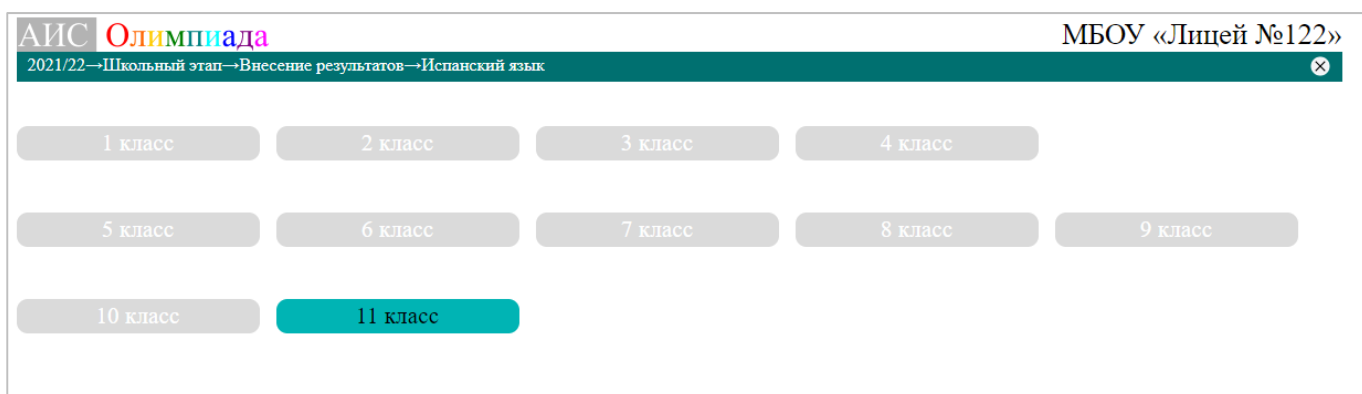 АИС Олимпиада МБОУ «Лицей №122»
2021/22→Школьный этап→Внесение результатов→Испанский язык
1 класс 2 класс 3 класс 4 класс
5 класс 6 класс 7 класс 8 класс 9 класс
10 класс 11 класс